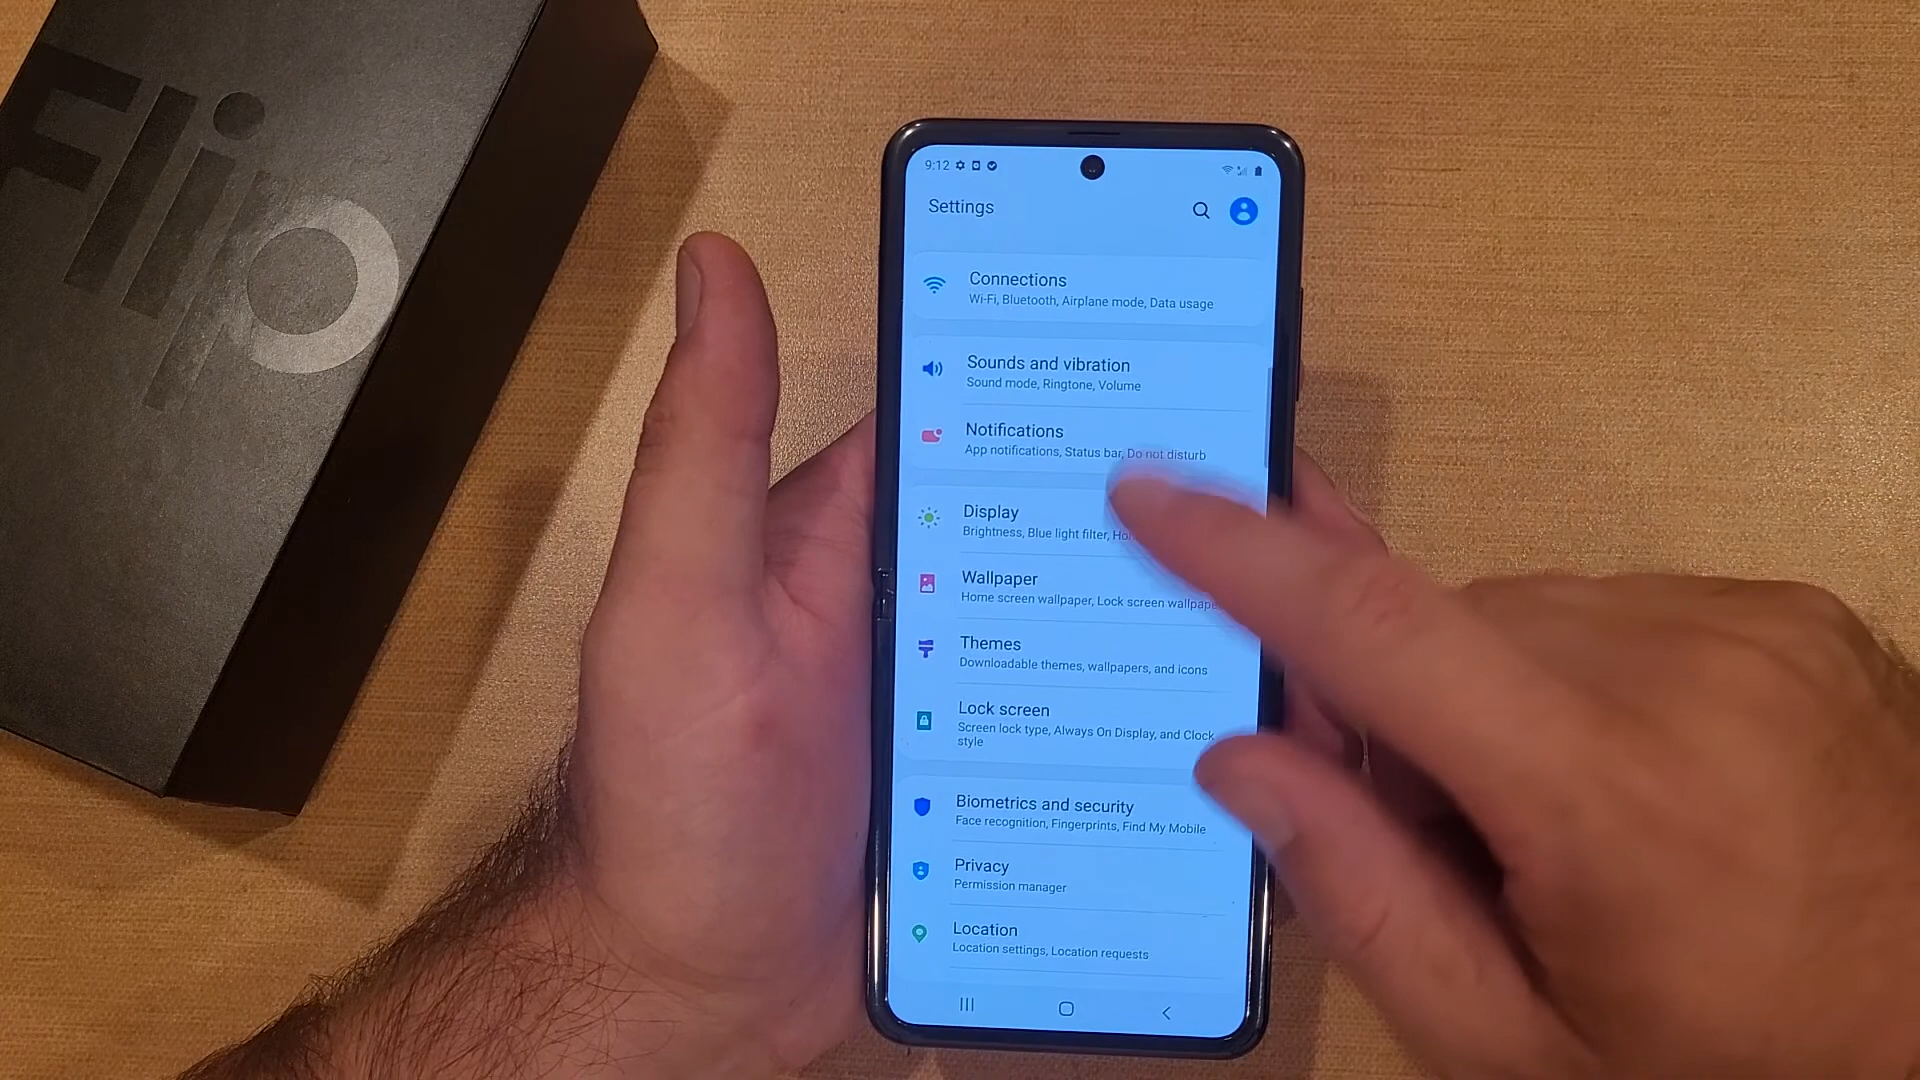 Flip
9:12
Settings
Connections
Wi-Fi, Bluetooth, Airplane mode, Data usage
Sounds and vibration
Sound mode, Ringtone, Volume
Notifications
App notifications, Status bar, Do not disturb
Display
Brightness, Blue light filter,
Wallpaper
Home screen wallpaper, Lock screen
Themes
Downloadable themes, wallpapers, and icons
Lock screen
Screen lock type, Always On Display, and Clock
style
Biometrics and security
Face recognition, Fingerprints, Find My Mobile
Privacy
Permission manager
Location
Location settings, Location requests